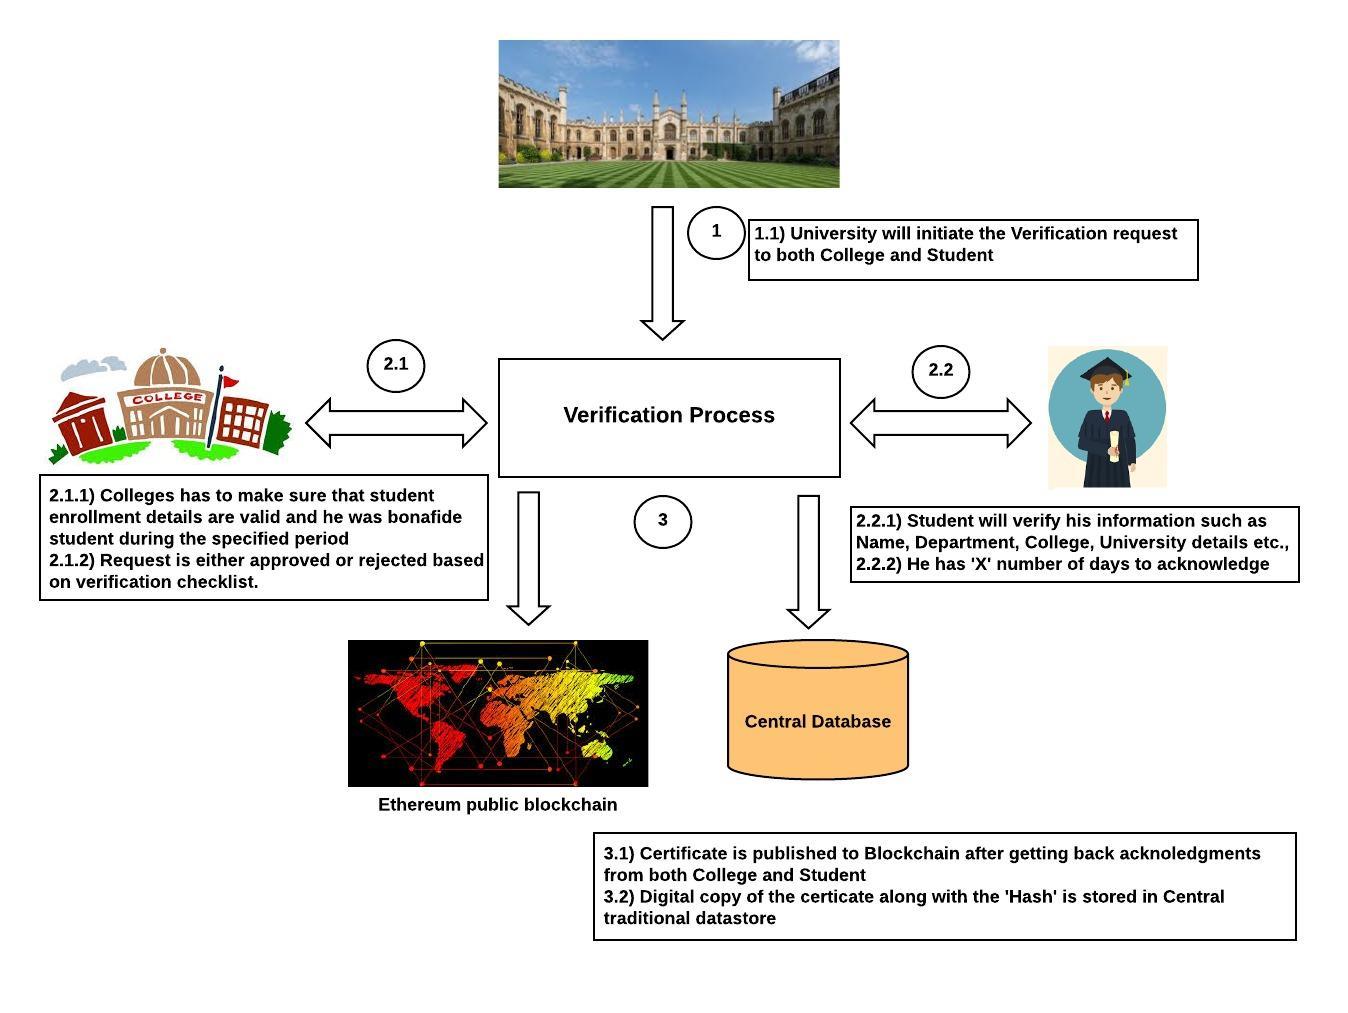 1
1.1) University will initiate the Verification request
to both College and Student
2.1
2.2
COLLEGE
Verification Process
2.1.1) Colleges has to make sure that student
enrollment details are valid and he was bonafide
student during the specified period
2.1.2) Request is either approved or rejected based
on verification checklist.
3
2.2.1) Student will verify his information such as
Name, Department, College, University details etc.,
2.2.2) He has 'X' number of days to acknowledge
Central Database
Ethereum public blockchain
3.1) Certificate is published to Blockchain after getting back acknoledgments
from both College and Student
3.2) Digital copy of the certicate along with the 'Hash' is stored in Central
traditional datastore